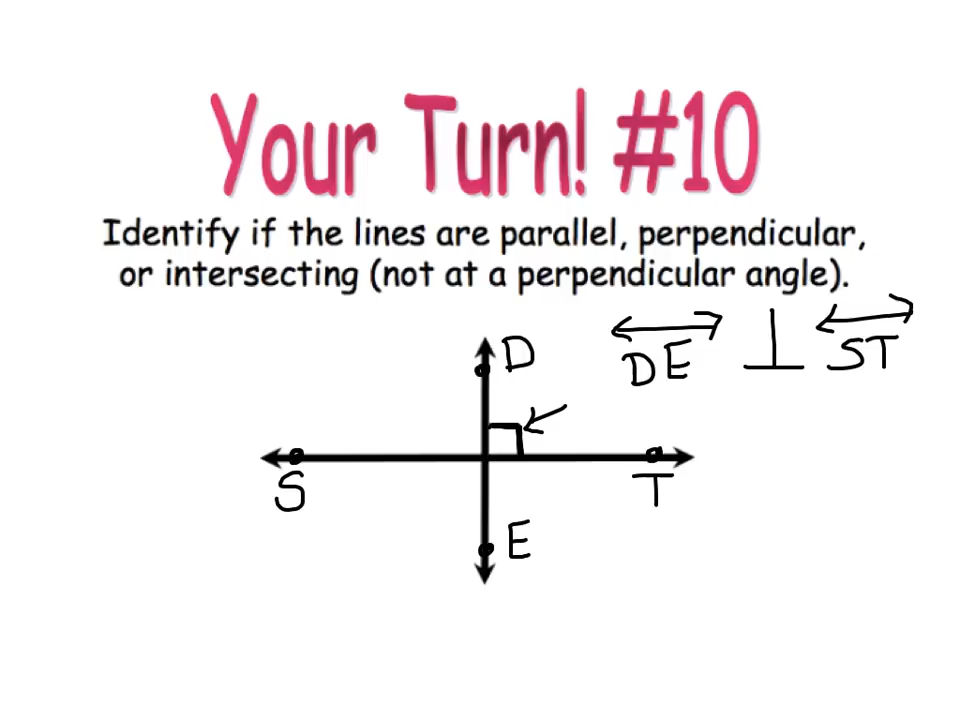 Your Turn! #10
Identify if the lines are parallel, perpendicular,
or intersecting (not at a perpendicular angle).
DE ⊥ ST
D
S
T
E